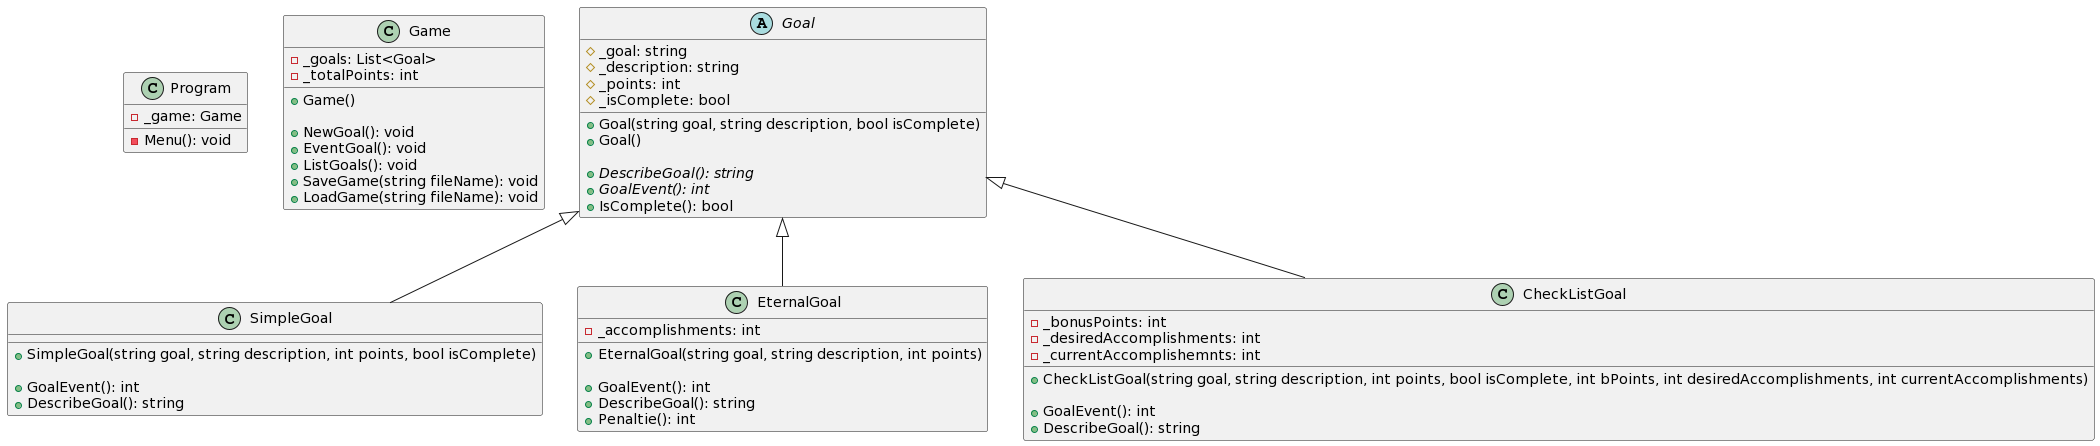 C Program
_game: Game
Menu(): void
C Game
_goals: List<Goal>
_totalPoints: int
Game()
NewGoal(): void
EventGoal(): void
ListGoals(): void
SaveGame(string fileName): void
LoadGame(string fileName): void
A Goal
_goal: string
_description: string
_points: int
_isComplete: bool
Goal(string goal, string description, bool isComplete)
Goal()
DescribeGoal(): string
GoalEvent(): int
IsComplete(): bool
C SimpleGoal
SimpleGoal(string goal, string description, int points, bool isComplete)
GoalEvent(): int
DescribeGoal(): string
C EternalGoal
_accomplishments: int
EternalGoal(string goal, string description, int points)
GoalEvent(): int
DescribeGoal(): string
Penaltie(): int
C CheckListGoal
_bonusPoints: int
_desiredAccomplishments: int
_currentAccomplishemnts: int
CheckListGoal(string goal, string description, int points, bool isComplete, int bPoints, int desiredAccomplishments, int currentAccomplishments)
GoalEvent(): int
DescribeGoal(): string